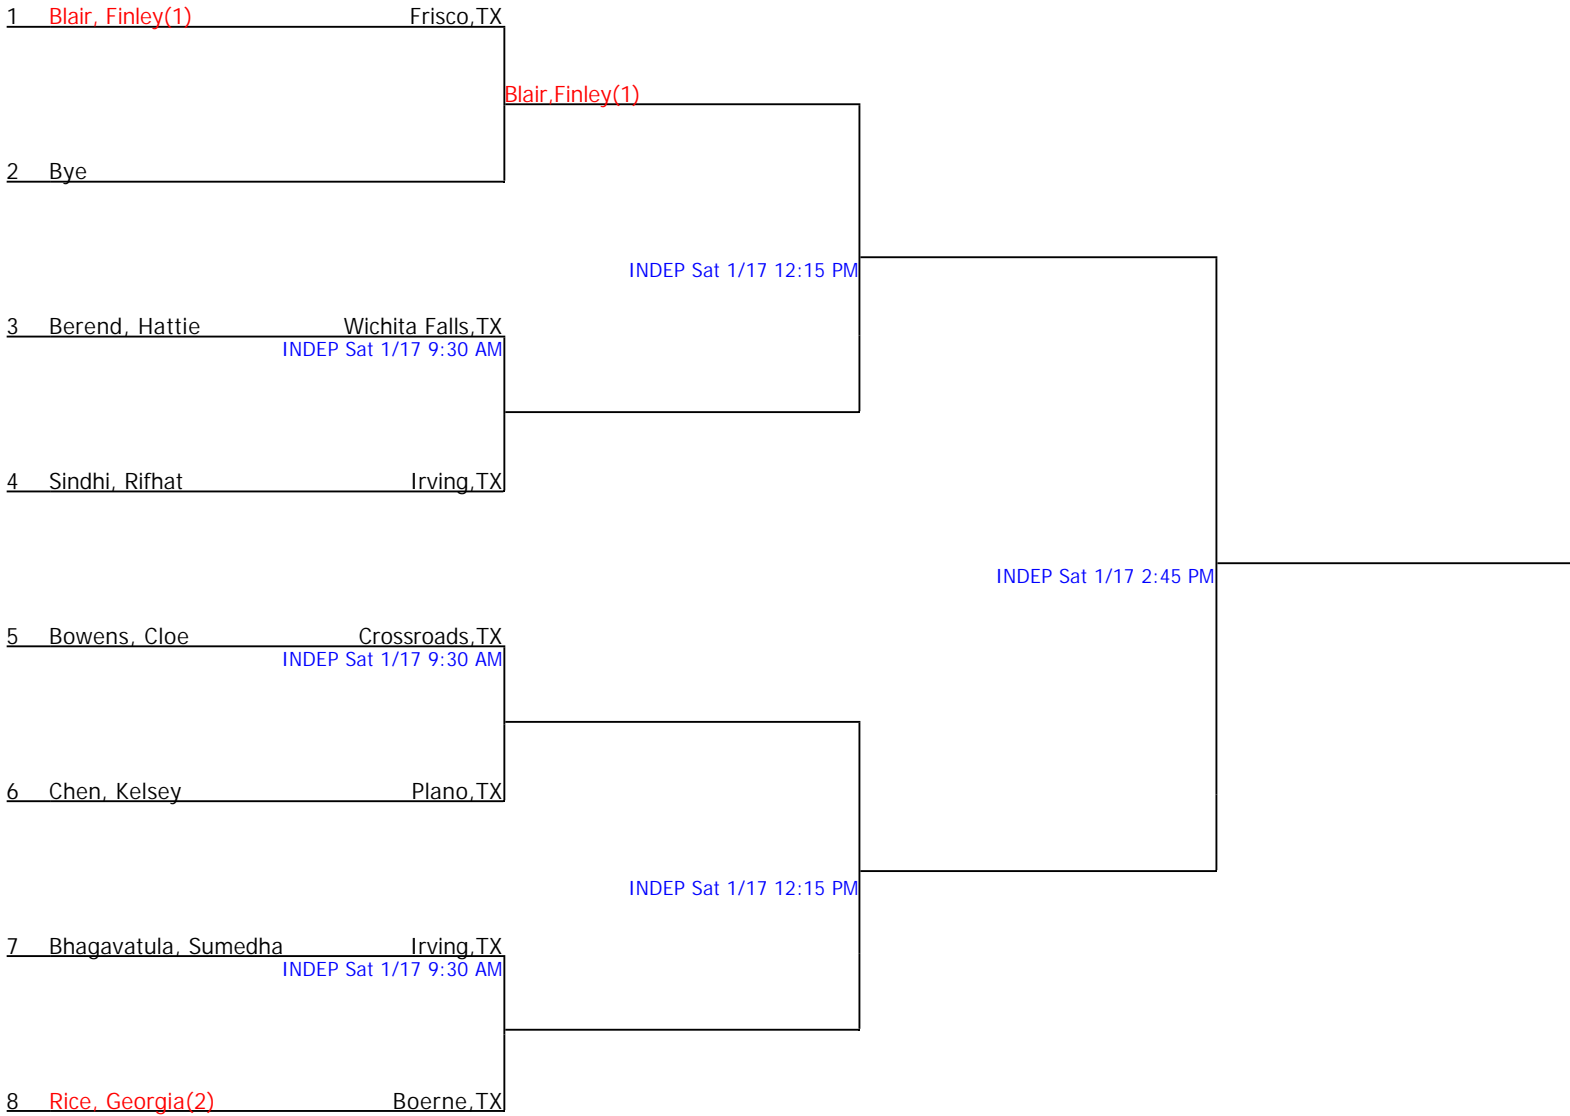 1 Blair, Finley(1) Frisco,TX
Blair,Finley(1)
2 Bye
INDEP Sat 1/17 12:15 PM
3 Berend, Hattie Wichita Falls,TX
INDEP Sat 1/17 9:30 AM
4 Sindhi, Rifhat Irving,TX
INDEP Sat 1/17 2:45 PM
5 Bowens, Cloe Crossroads,TX
INDEP Sat 1/17 9:30 AM
6 Chen, Kelsey Plano,TX
INDEP Sat 1/17 12:15 PM
7 Bhagavatula, Sumedha Irving,TX
INDEP Sat 1/17 9:30 AM
8 Rice, Georgia(2) Boerne,TX